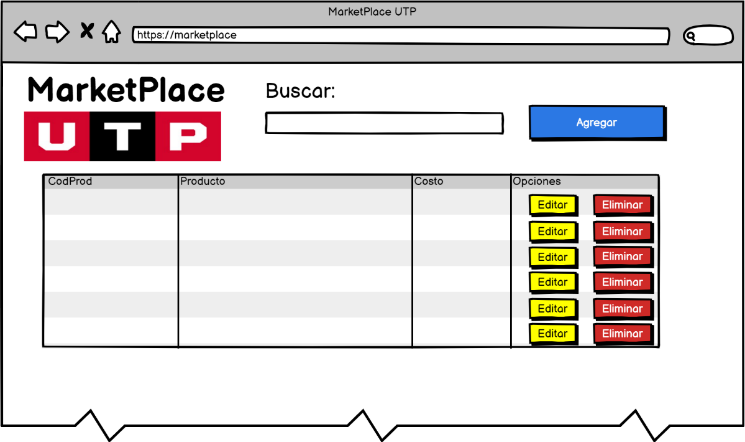 MarketPlace UTP
https://marketplace
MarketPlace
UTP
Buscar:
Agregar
CodProd Producto Costo Opciones
Editar Eliminar
Editar Eliminar
Editar Eliminar
Editar Eliminar
Editar Eliminar
Editar Eliminar